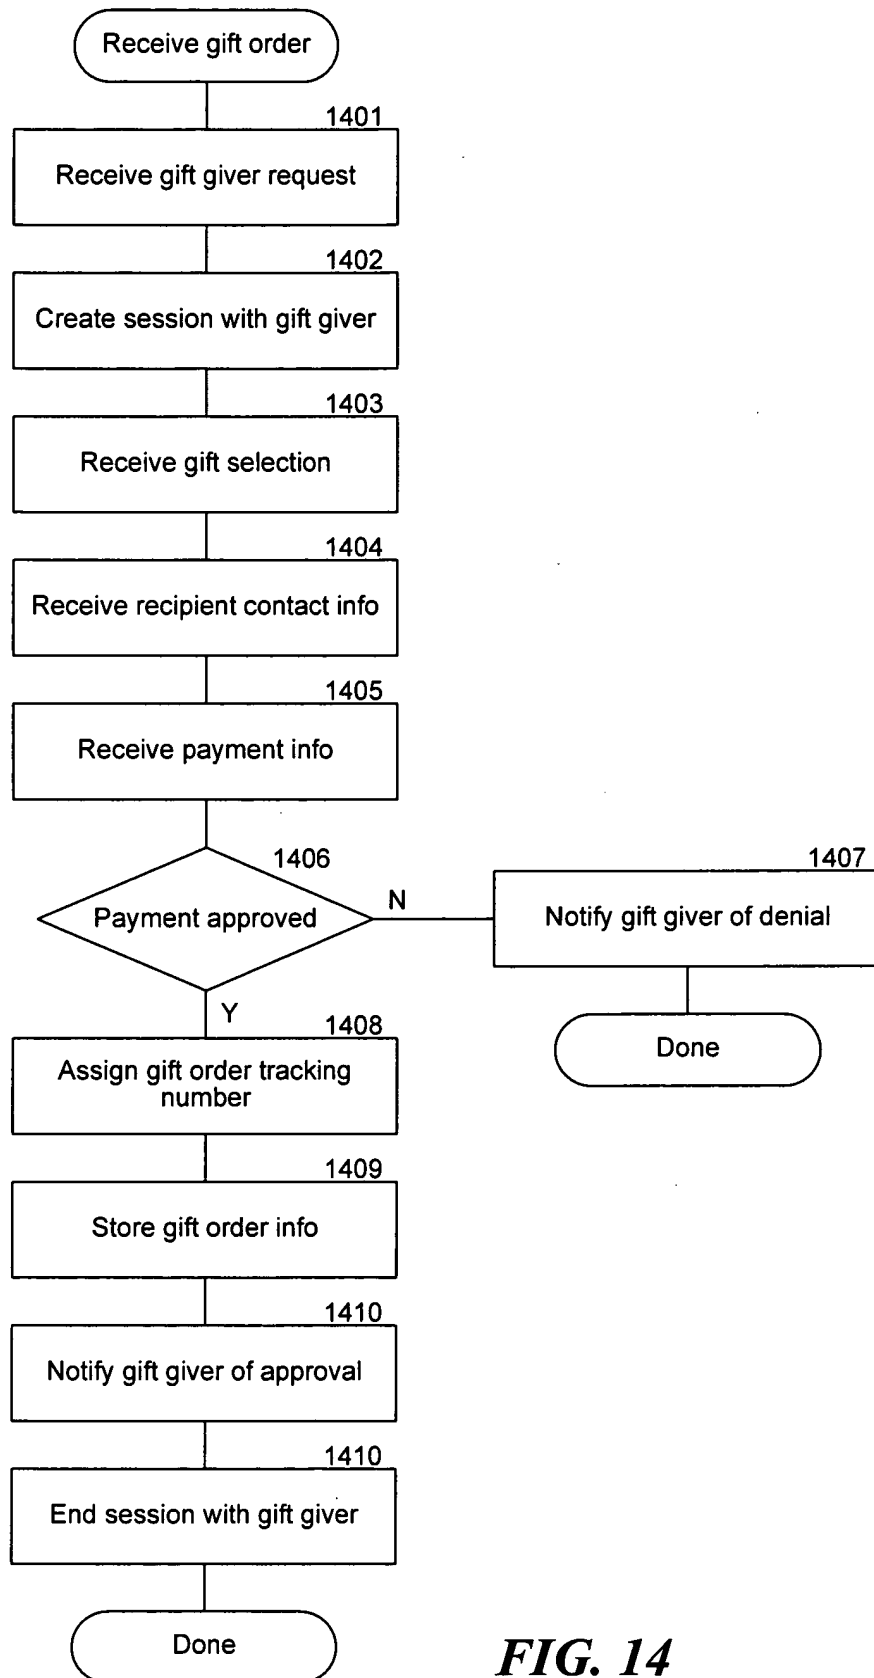 Receive gift order
1401
Receive gift giver request
1402
Create session with gift giver
1403
Receive gift selection
1404
Receive recipient contact info
1405
Receive payment info
1406
Payment approved
N
1407
Notify gift giver of denial
Done
Y
1408
Assign gift order tracking
number
1409
Store gift order info
1410
Notify gift giver of approval
1410
End session with gift giver
Done
FIG. 14